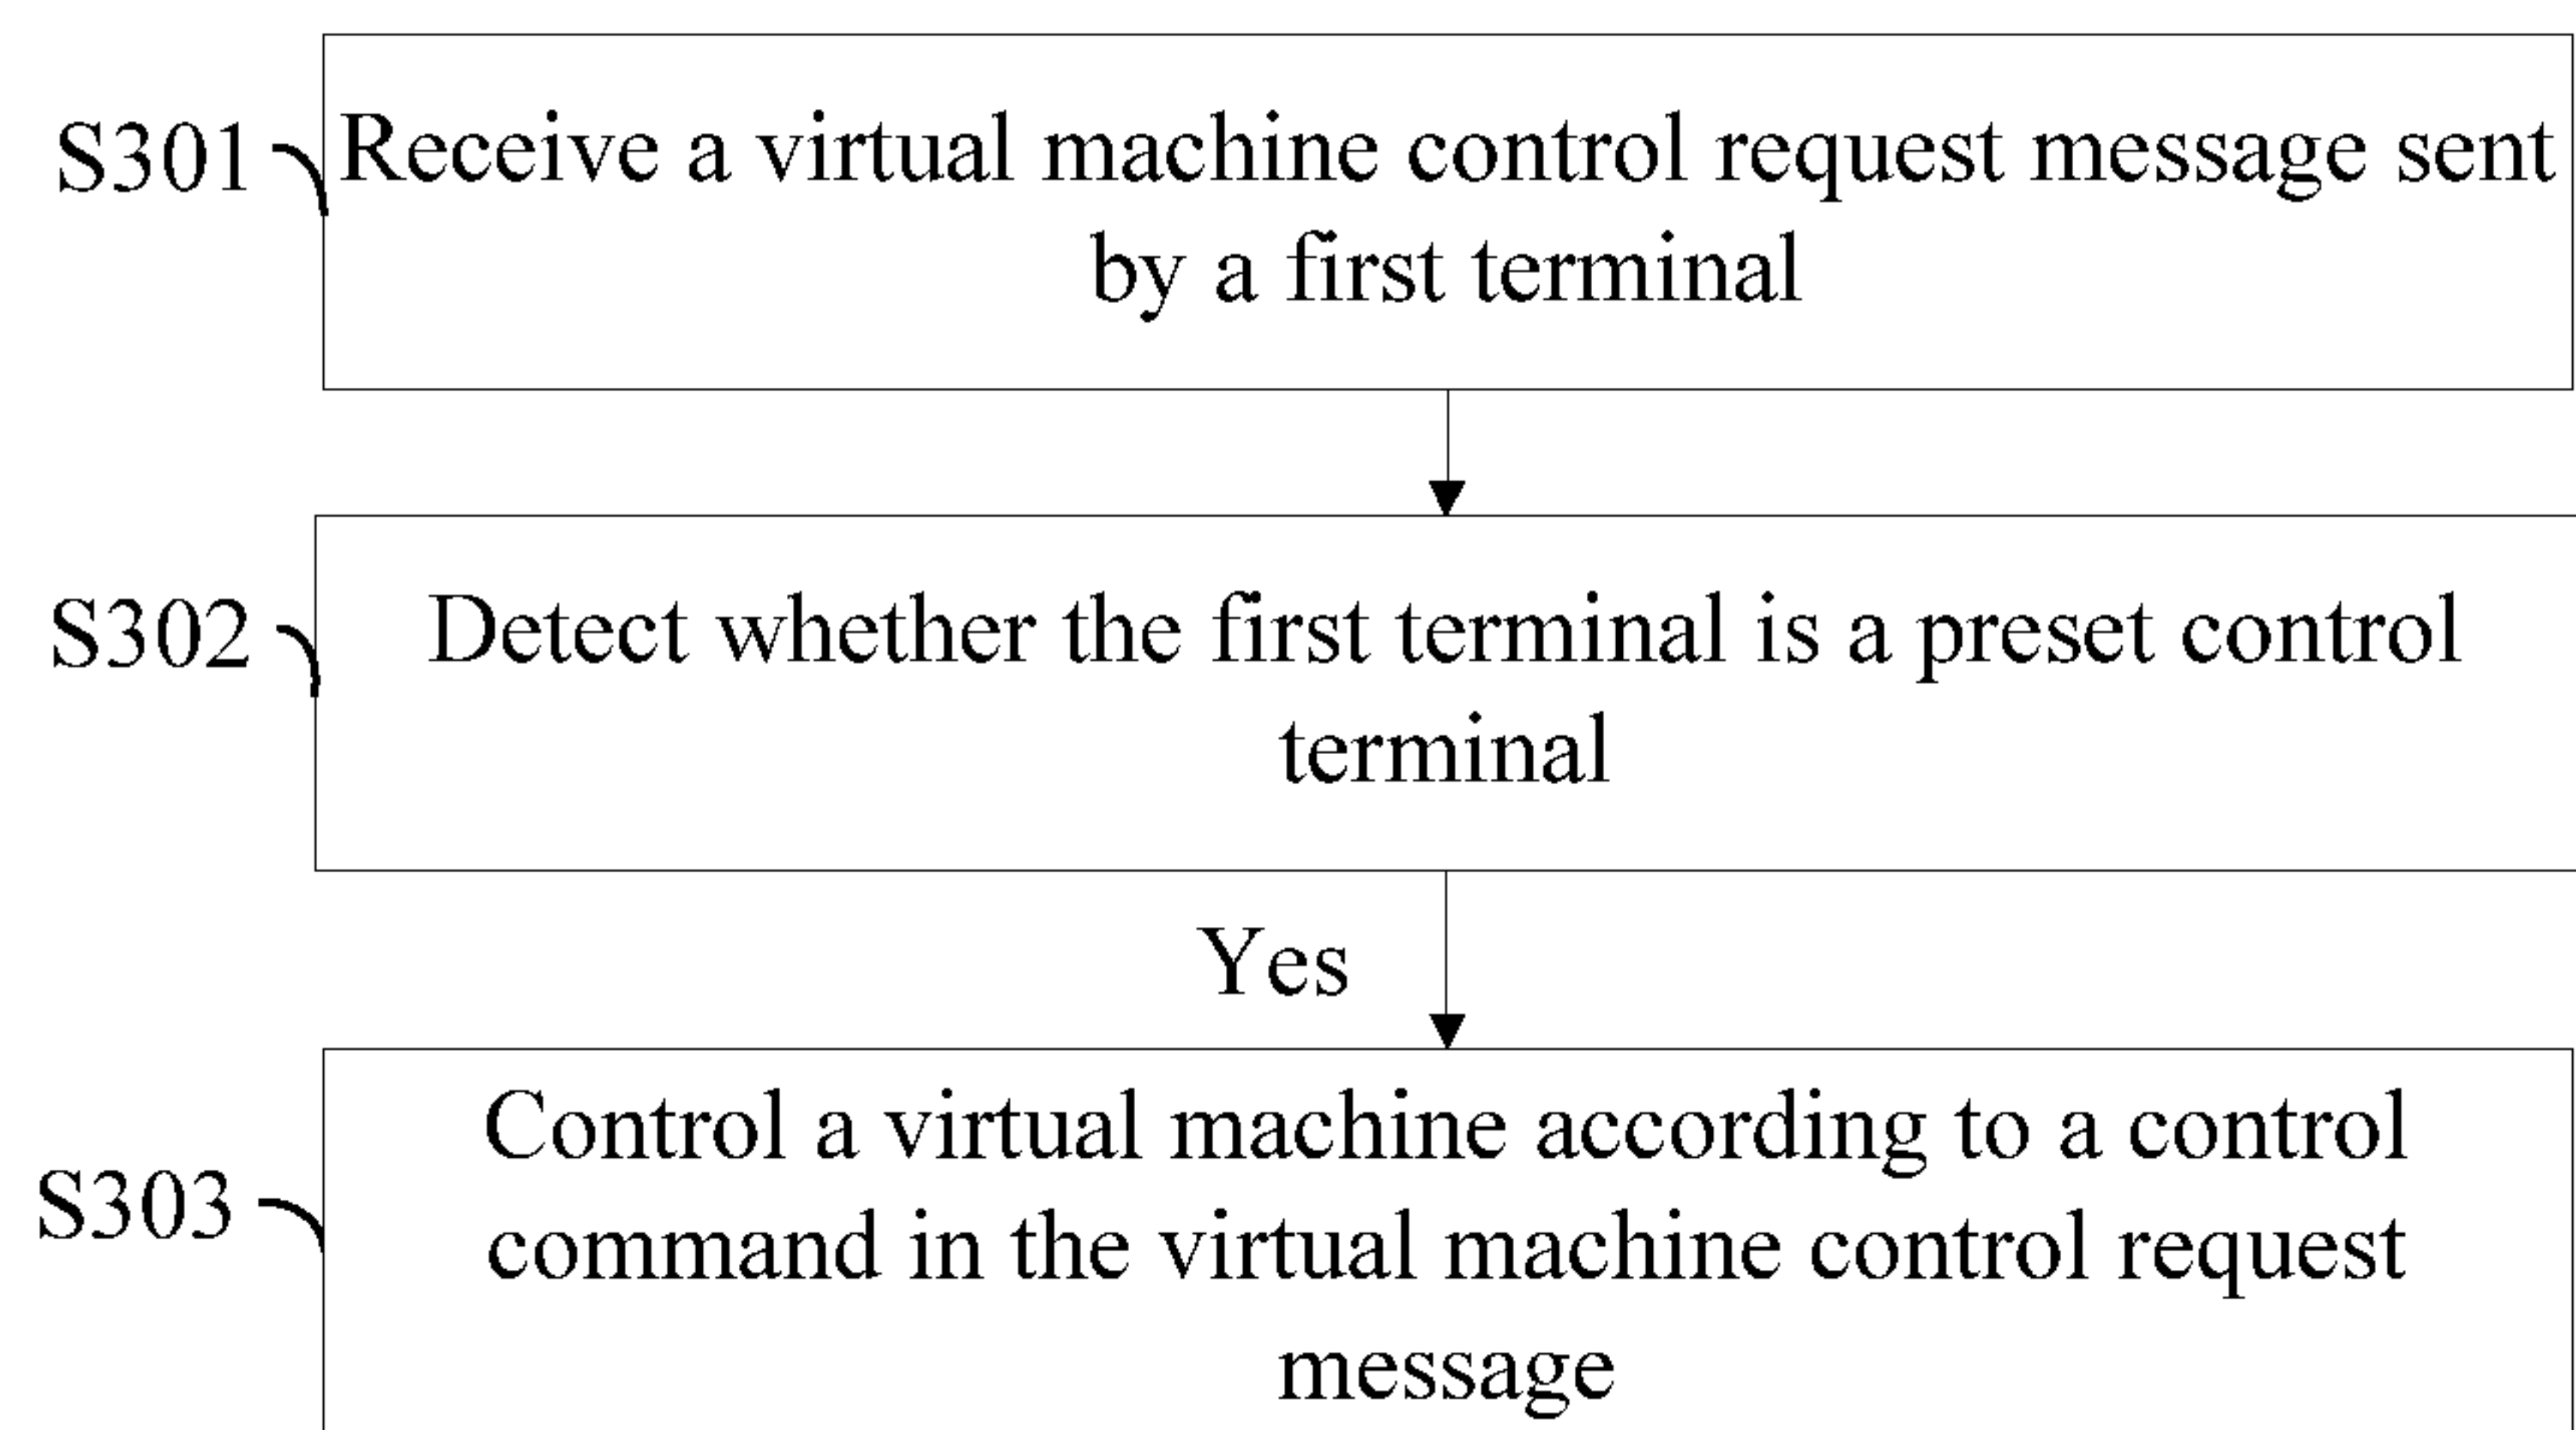 S301
Receive a virtual machine control request message sent
by a first terminal
S302
Detect whether the first terminal is a preset control
terminal
Yes
S303
Control a virtual machine according to a control
command in the virtual machine control request
message